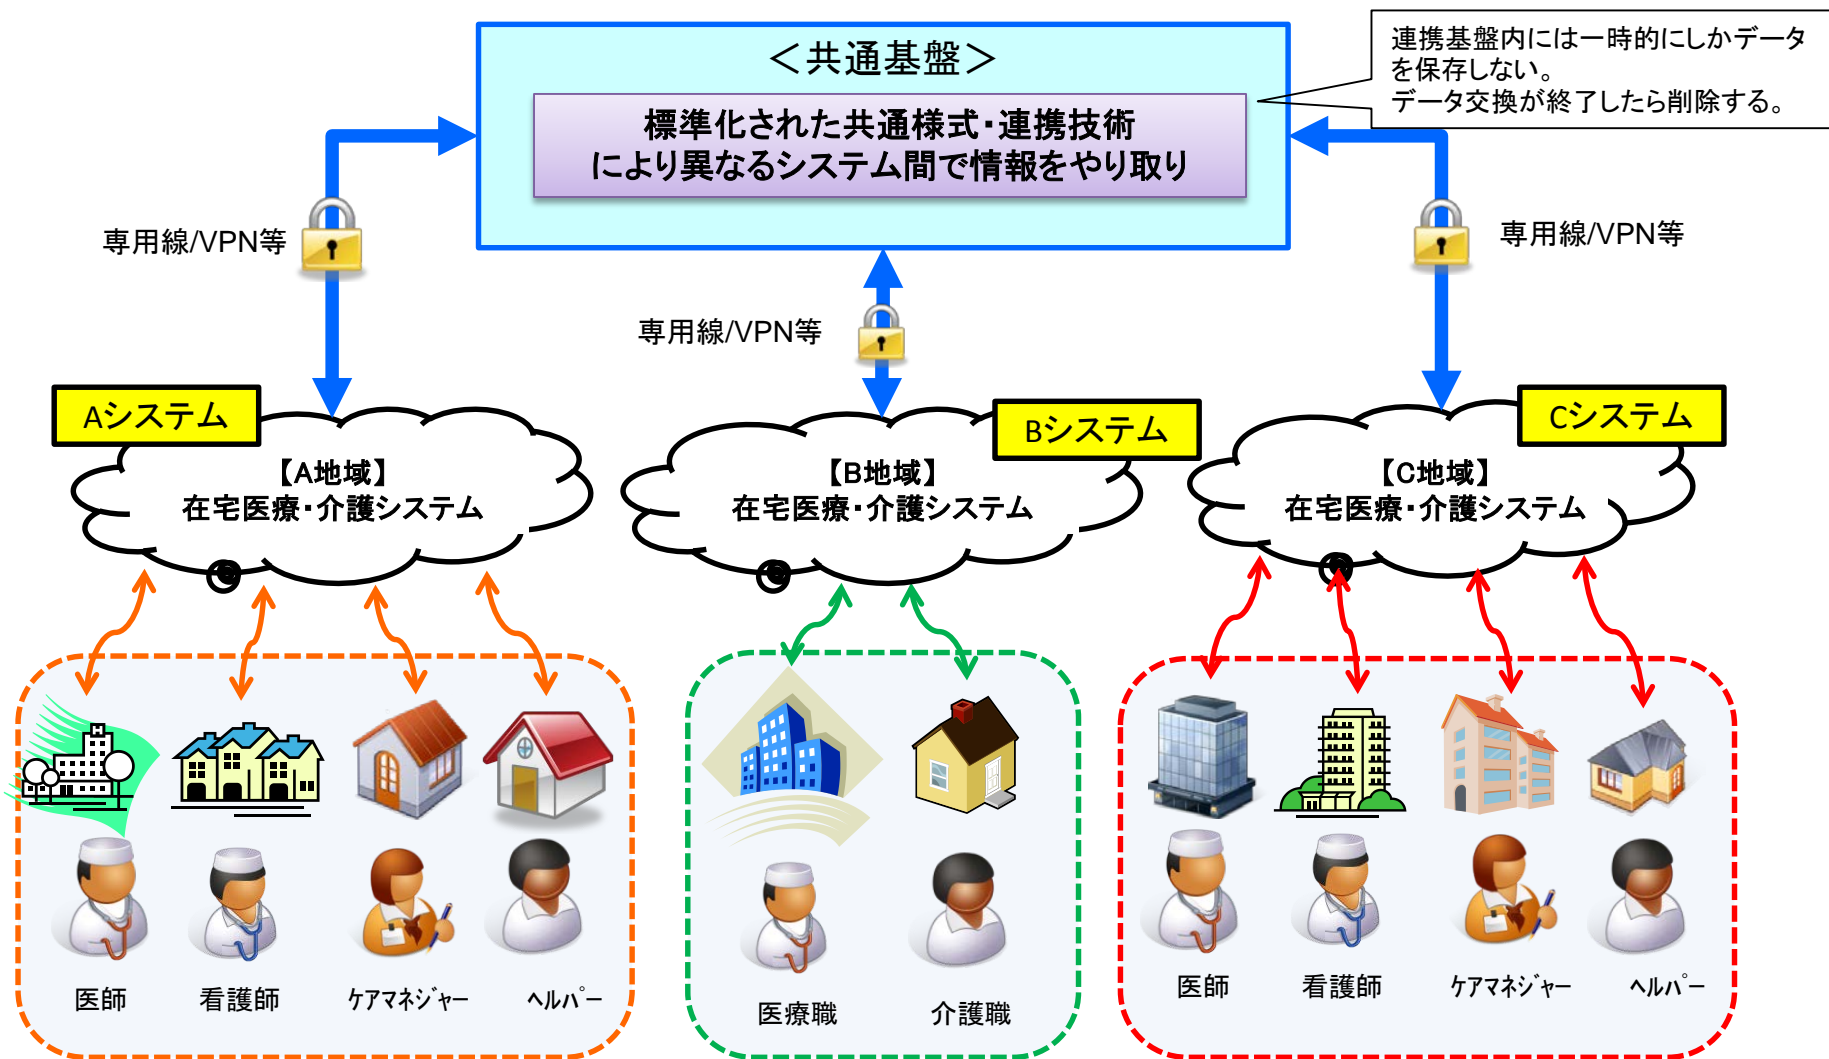 ＜共通基盤＞
標準化された共通様式・連携技術
により異なるシステム間で情報をやり取り
連携基盤内には一時的にしかデータ
を保存しない。
データ交換が終了したら削除する。
専用線/VPN等
専用線/VPN等
専用線/VPN等
Aシステム
【A地域】
在宅医療・介護システム
Bシステム
【B地域】
在宅医療・介護システム
Cシステム
【C地域】
在宅医療・介護システム
医師
看護師
ｹｱﾏﾈｼﾞｬｰ
ﾍﾙﾊﾟｰ
医療職
介護職
医師
看護師
ｹｱﾏﾈｼﾞｬｰ
ﾍﾙﾊﾟｰ